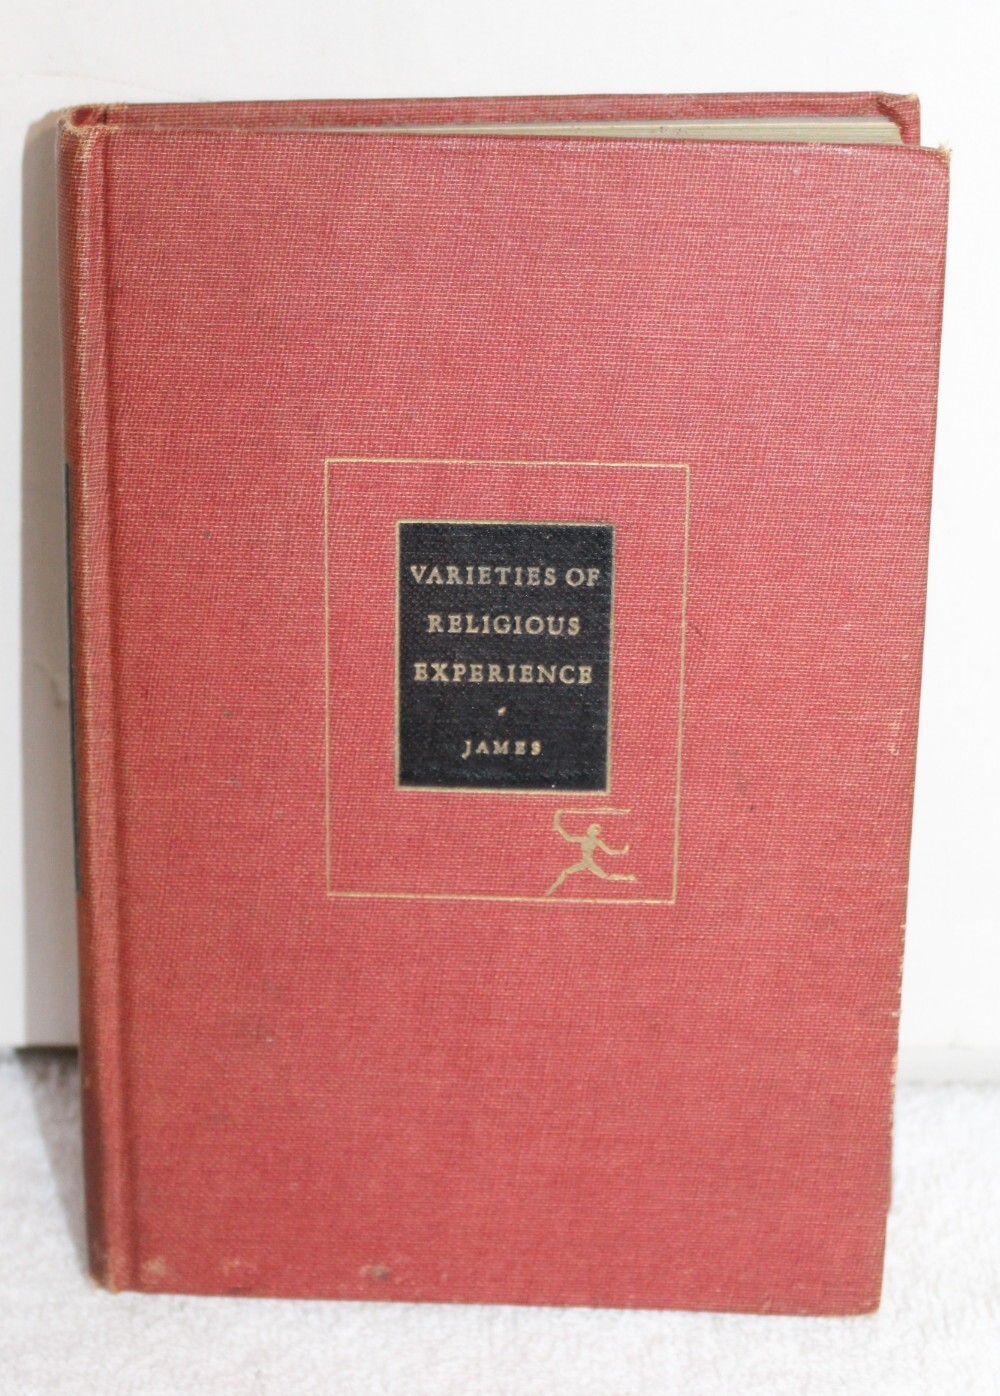 VARIETIES OF
RELIGIOUS
EXPERIENCE
JAMES